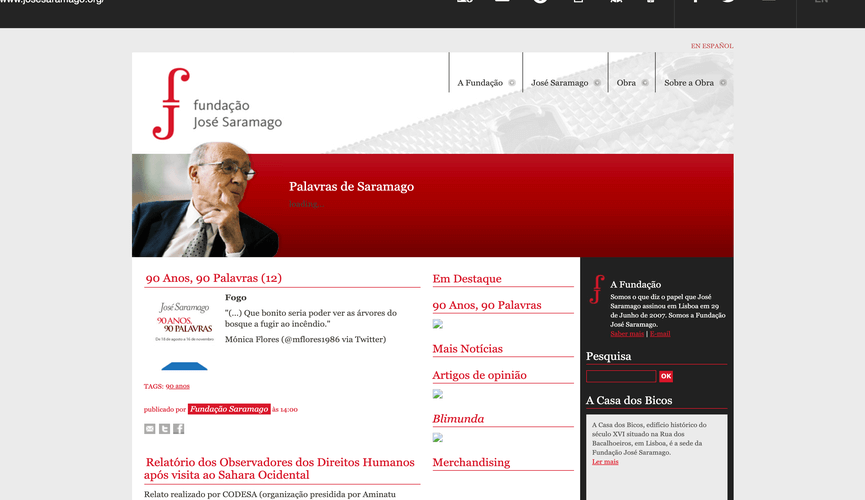 www.josesaramago.org/
EN
EN ESPAÑOL
fundação
José Saramago
A Fundação
José Saramago
Obra
Sobre a Obra
Palavras de Saramago
loading...
90 Anos, 90 Palavras (12)
José Saramago
90 ANOS,
90 PALAVRAS
De 18 de agosto a 16 de novembro
Fogo
"(...) Que bonito seria poder ver as árvores do
bosque a fugir ao incêndio."
Mónica Flores (@mflores1986 via Twitter)
TAGS: 90 anos
publicado por Fundação Saramago às 14:00
Relatório dos Observadores dos Direitos Humanos
após visita ao Sahara Ocidental
Relato realizado por CODESA (organização presidida por Aminatu
Em Destaque
90 Anos, 90 Palavras
Mais Notícias
Artigos de opinião
Blimunda
Merchandising
A Fundação
Somos o que diz o papel que José
Saramago assinou em Lisboa em 29
de Junho de 2007. Somos a Fundação
José Saramago.
Saber mais | E-mail
Pesquisa
OK
A Casa dos Bicos
A Casa dos Bicos, edifício histórico do
século XVI situado na Rua dos
Bacalhoeiros, em Lisboa, é a sede da
Fundação José Saramago.
Ler mais